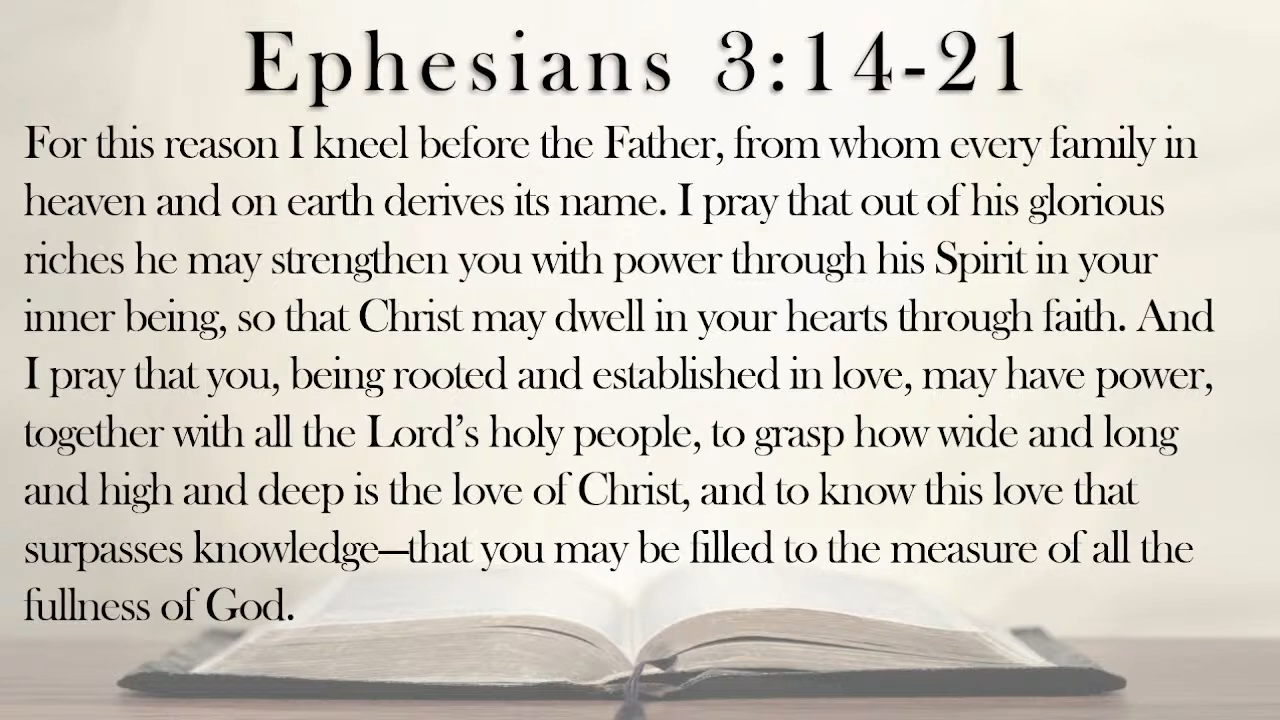 Ephesians 3:14-21
For this reason I kneel before the Father, from whom every family in
heaven and on earth derives its name. I pray that out of his glorious
riches he may strengthen you with power through his Spirit in your
inner being, so that Christ may dwell in your hearts through faith. And
I pray that you, being rooted and established in love, may have power,
together with all the Lord’s holy people, to grasp how wide and long
and high and deep is the love of Christ, and to know this love that
surpasses knowledge—that you may be filled to the measure of all the
fullness of God.